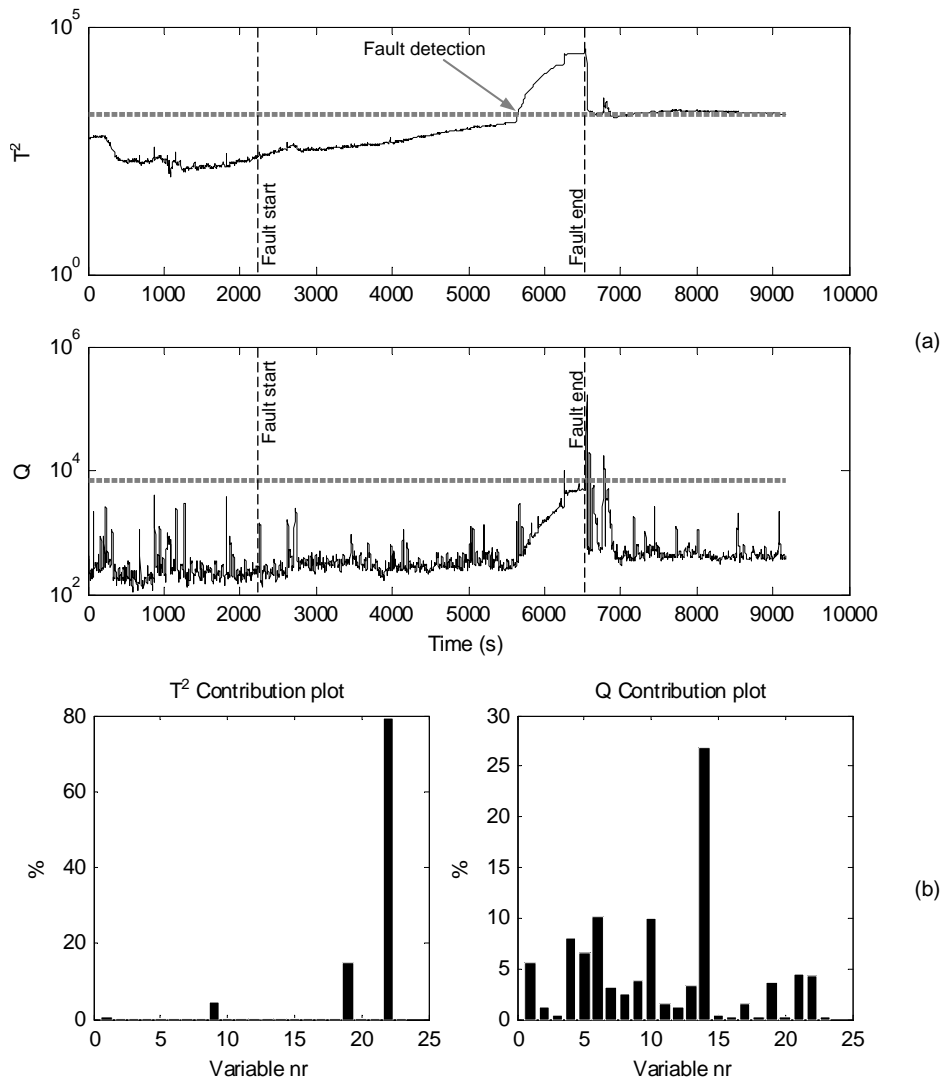 10^5
Fault detection
T^2
Fault start
Fault end
10^0
0 1000 2000 3000 4000 5000 6000 7000 8000 9000 10000
(a)
10^6
Fault start
Fault end
Q
10^4
10^2
0 1000 2000 3000 4000 5000 6000 7000 8000 9000 10000
Time (s)
T^2 Contribution plot
Q Contribution plot
80
60
40
20
0
%
0 5 10 15 20 25
Variable nr
30
25
20
15
10
5
0
%
0 5 10 15 20 25
Variable nr
(b)